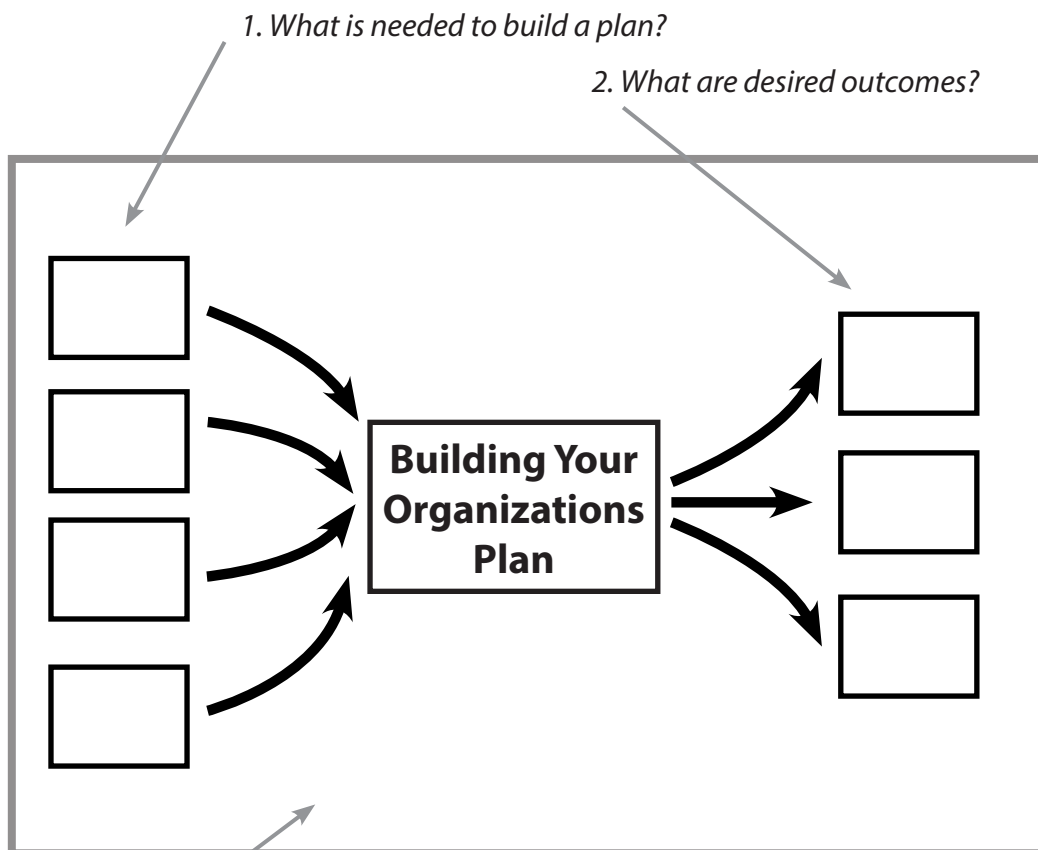 1. What is needed to build a plan?
2. What are desired outcomes?
Building Your
Organizations
Plan